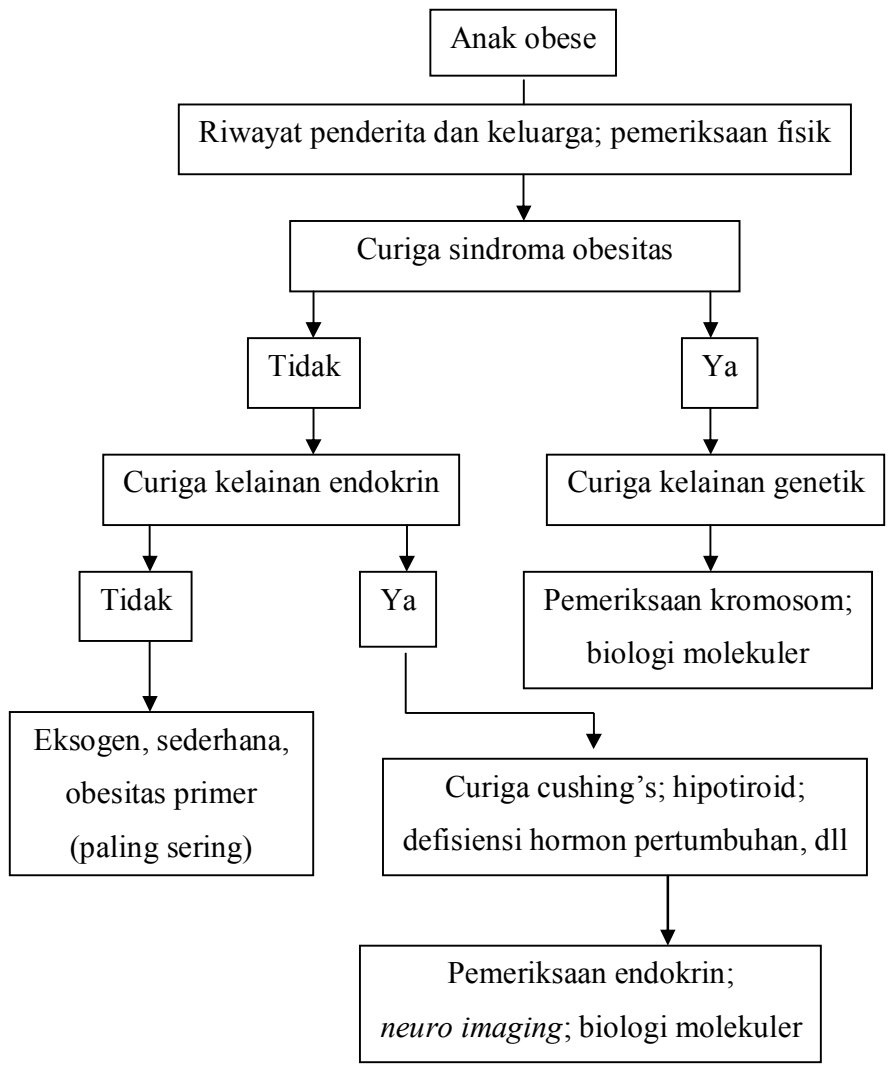 Anak obese
Riwayat penderita dan keluarga; pemeriksaan fisik
Curiga sindroma obesitas
Tidak
Ya
Curiga kelainan endokrin
Curiga kelainan genetik
Tidak
Ya
Pemeriksaan kromosom;
biologi molekuler
Eksogen, sederhana,
obesitas primer
(paling sering)
Curiga cushing’s; hipotiroid;
defisiensi hormon pertumbuhan, dll
Pemeriksaan endokrin;
neuro imaging; biologi molekuler